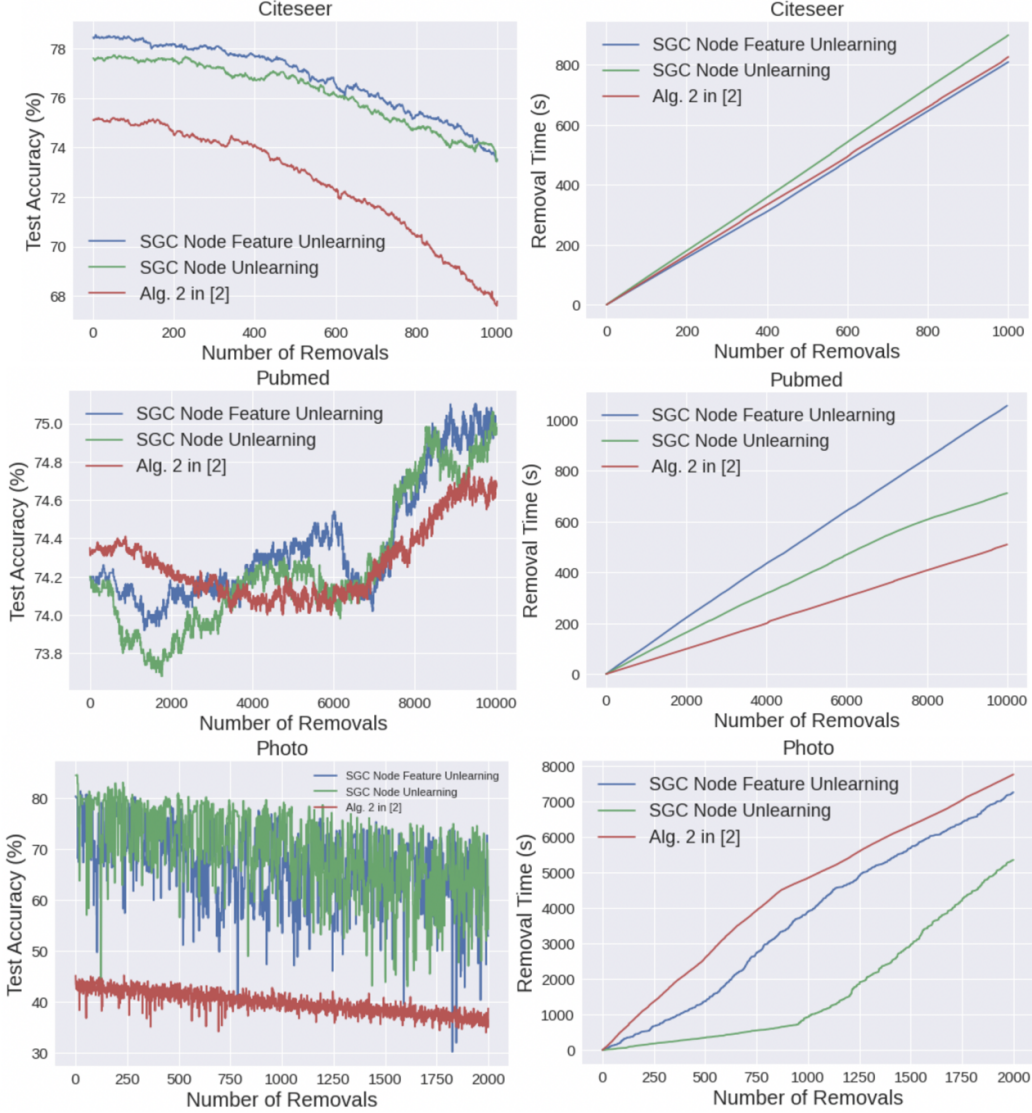 Citeseer
Test Accuracy (%)
78
76
74
72
70
68
SGC Node Feature Unlearning
SGC Node Unlearning
Alg. 2 in [2]
0 200 400 600 800 1000
Number of Removals
Citeseer
Removal Time (s)
800
600
400
200
0
SGC Node Feature Unlearning
SGC Node Unlearning
Alg. 2 in [2]
0 200 400 600 800 1000
Number of Removals
Pubmed
Test Accuracy (%)
75.0
74.8
74.6
74.4
74.2
74.0
73.8
SGC Node Feature Unlearning
SGC Node Unlearning
Alg. 2 in [2]
0 2000 4000 6000 8000 10000
Number of Removals
Pubmed
Removal Time (s)
1000
800
600
400
200
0
SGC Node Feature Unlearning
SGC Node Unlearning
Alg. 2 in [2]
0 2000 4000 6000 8000 10000
Number of Removals
Photo
Test Accuracy (%)
80
70
60
50
40
30
SGC Node Feature Unlearning
SGC Node Unlearning
Alg. 2 in [2]
0 250 500 750 1000 1250 1500 1750 2000
Number of Removals
Photo
Removal Time (s)
8000
7000
6000
5000
4000
3000
2000
1000
0
SGC Node Feature Unlearning
SGC Node Unlearning
Alg. 2 in [2]
0 250 500 750 1000 1250 1500 1750 2000
Number of Removals